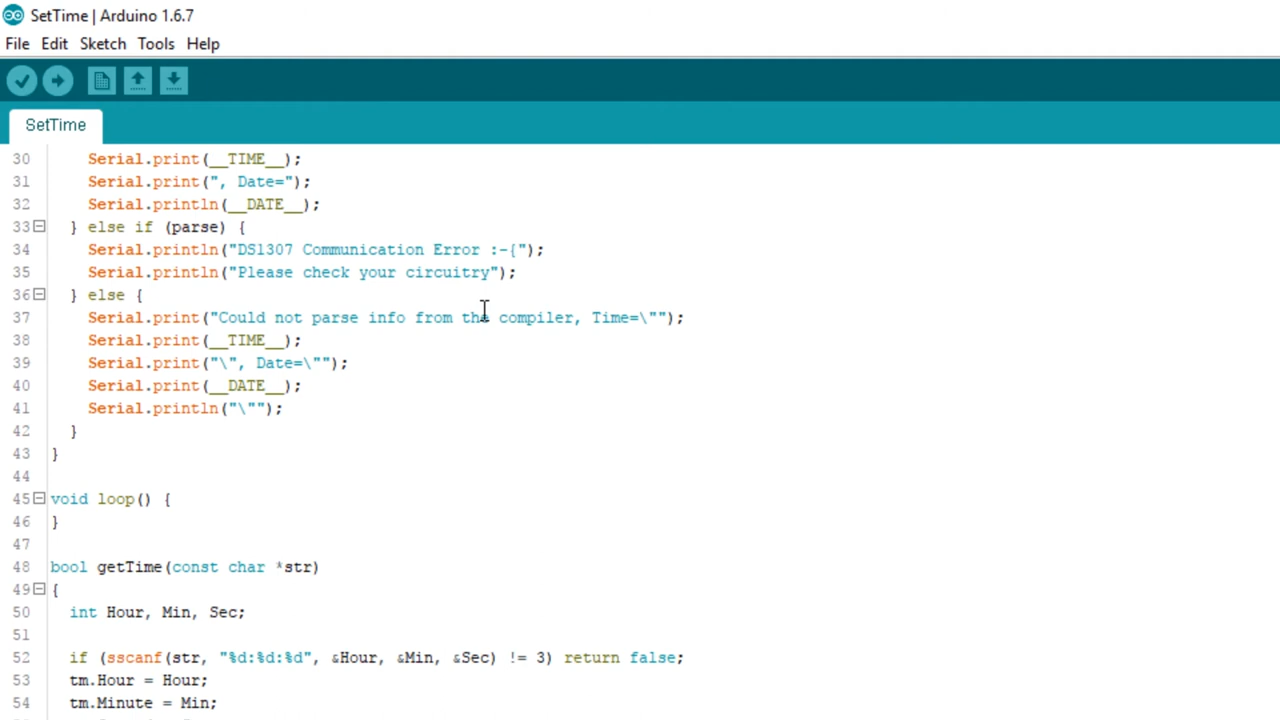 SetTime | Arduino 1.6.7
File Edit Sketch Tools Help
SetTime
30 Serial.print(__TIME__);
31 Serial.print(", Date=");
32 Serial.println(__DATE__);
33 } else if (parse) {
34 Serial.println("DS1307 Communication Error :-{");
35 Serial.println("Please check your circuitry");
36 } else {
37 Serial.print("Could not parse info from the compiler, Time=\"");
38 Serial.print(__TIME__);
39 Serial.print("\", Date=\"");
40 Serial.print(__DATE__);
41 Serial.println("\"");
42 }
43 }
44
45 void loop() {
46 }
47
48 bool getTime(const char *str)
49 {
50 int Hour, Min, Sec;
51
52 if (sscanf(str, "%d:%d:%d", &Hour, &Min, &Sec) != 3) return false;
53 tm.Hour = Hour;
54 tm.Minute = Min;